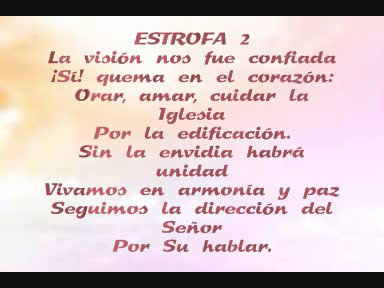 ESTROFA 2
La visión nos fue confiada
¡Sí! quema en el corazón:
Orar, amar, cuidar la
Iglesia
Por la edificación.
Sin la envidia habrá
unidad
Vivamos en armonía y paz
Seguimos la dirección del
Señor
Por Su hablar.